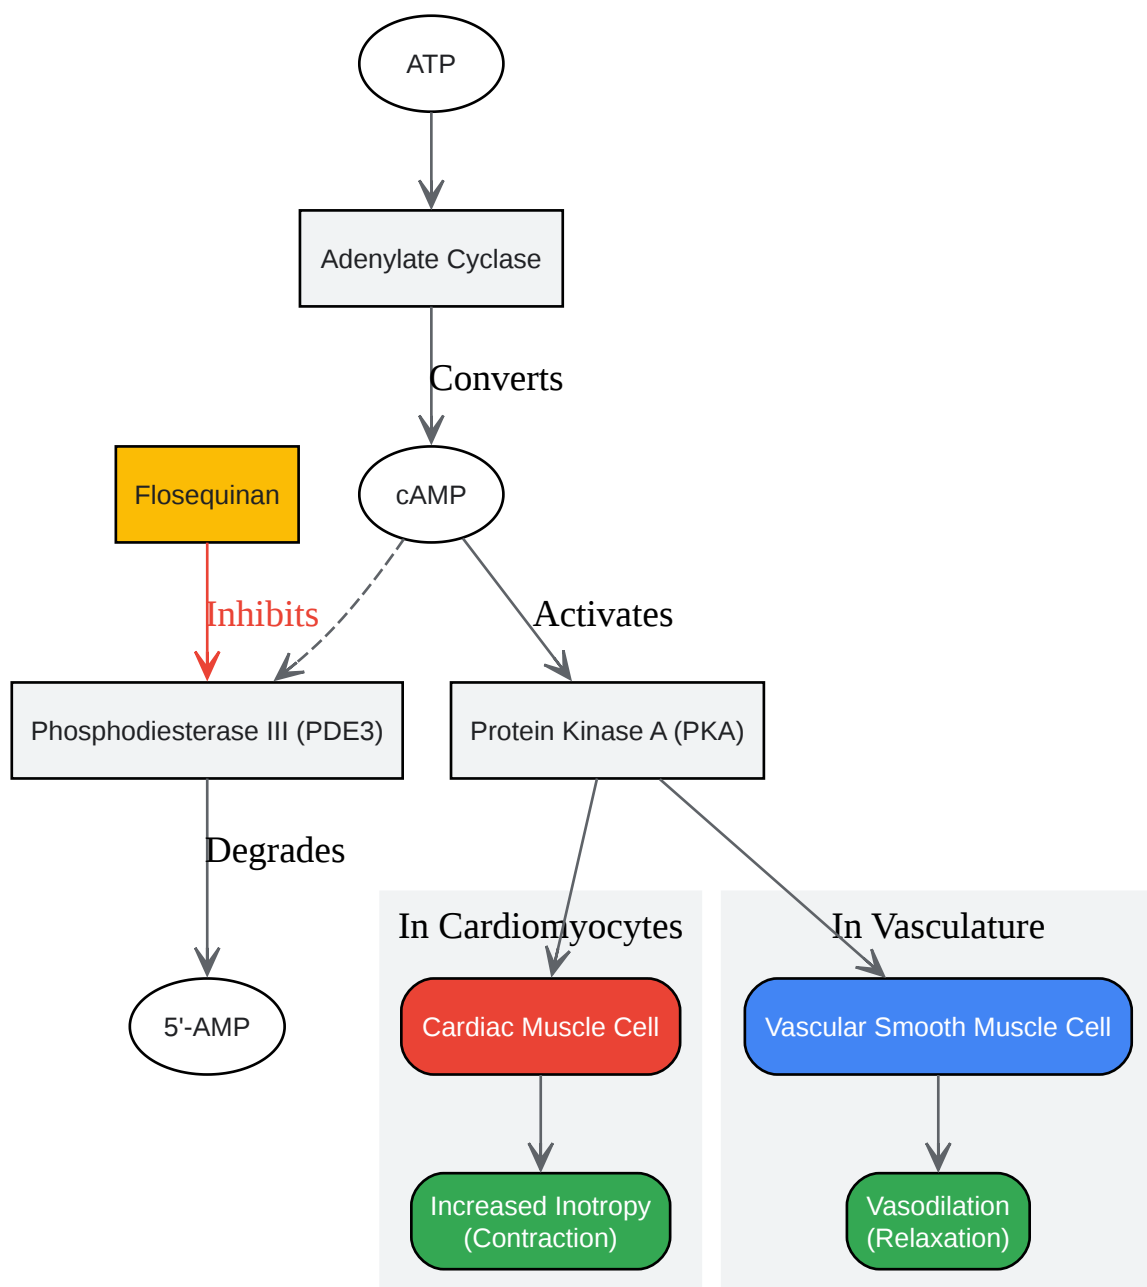 ATP
Adenylate Cyclase
Converts
Flosequinan
cAMP
Inhibits
Activates
Phosphodiesterase III (PDE3)
Protein Kinase A (PKA)
Degrades
In Cardiomyocytes
In Vasculature
5'-AMP
Cardiac Muscle Cell
Vascular Smooth Muscle Cell
Increased Inotropy
(Contraction)
Vasodilation
(Relaxation)